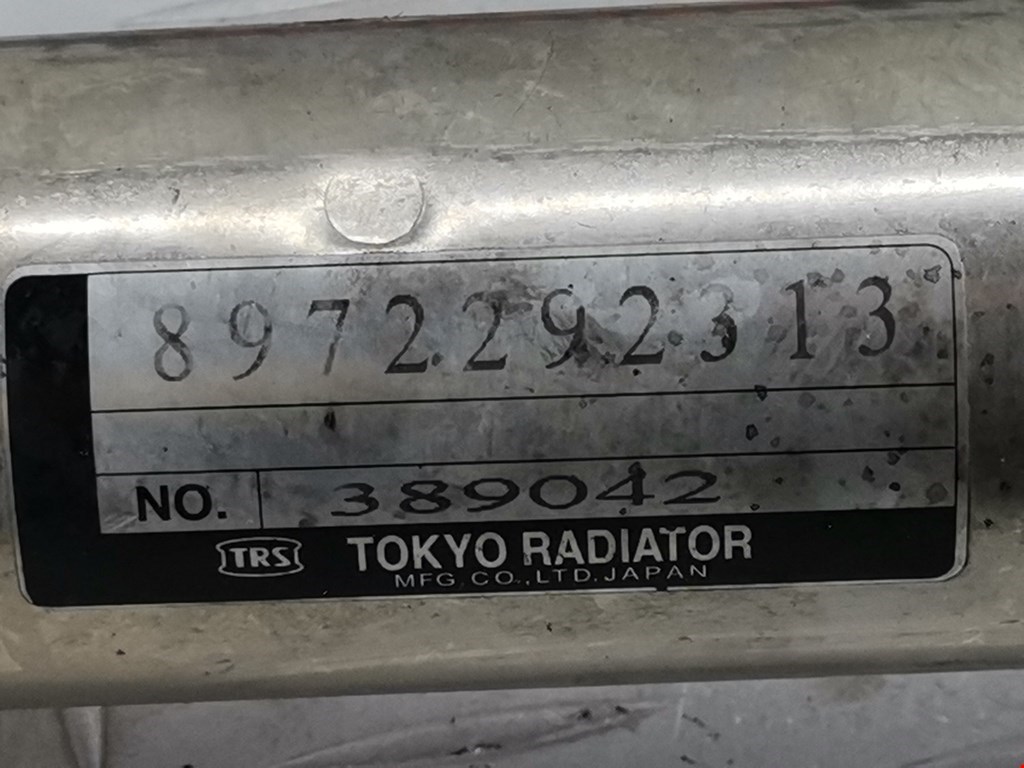 8972292313
NO. 389042
TRS TOKYO RADIATOR
MFG. CO., LTD. JAPAN